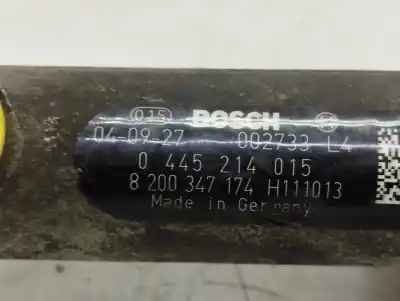 015 BOSCH
04-09-27 002733 L4
0 445 214 015
8 200 347 174 H111013
Made in Germany